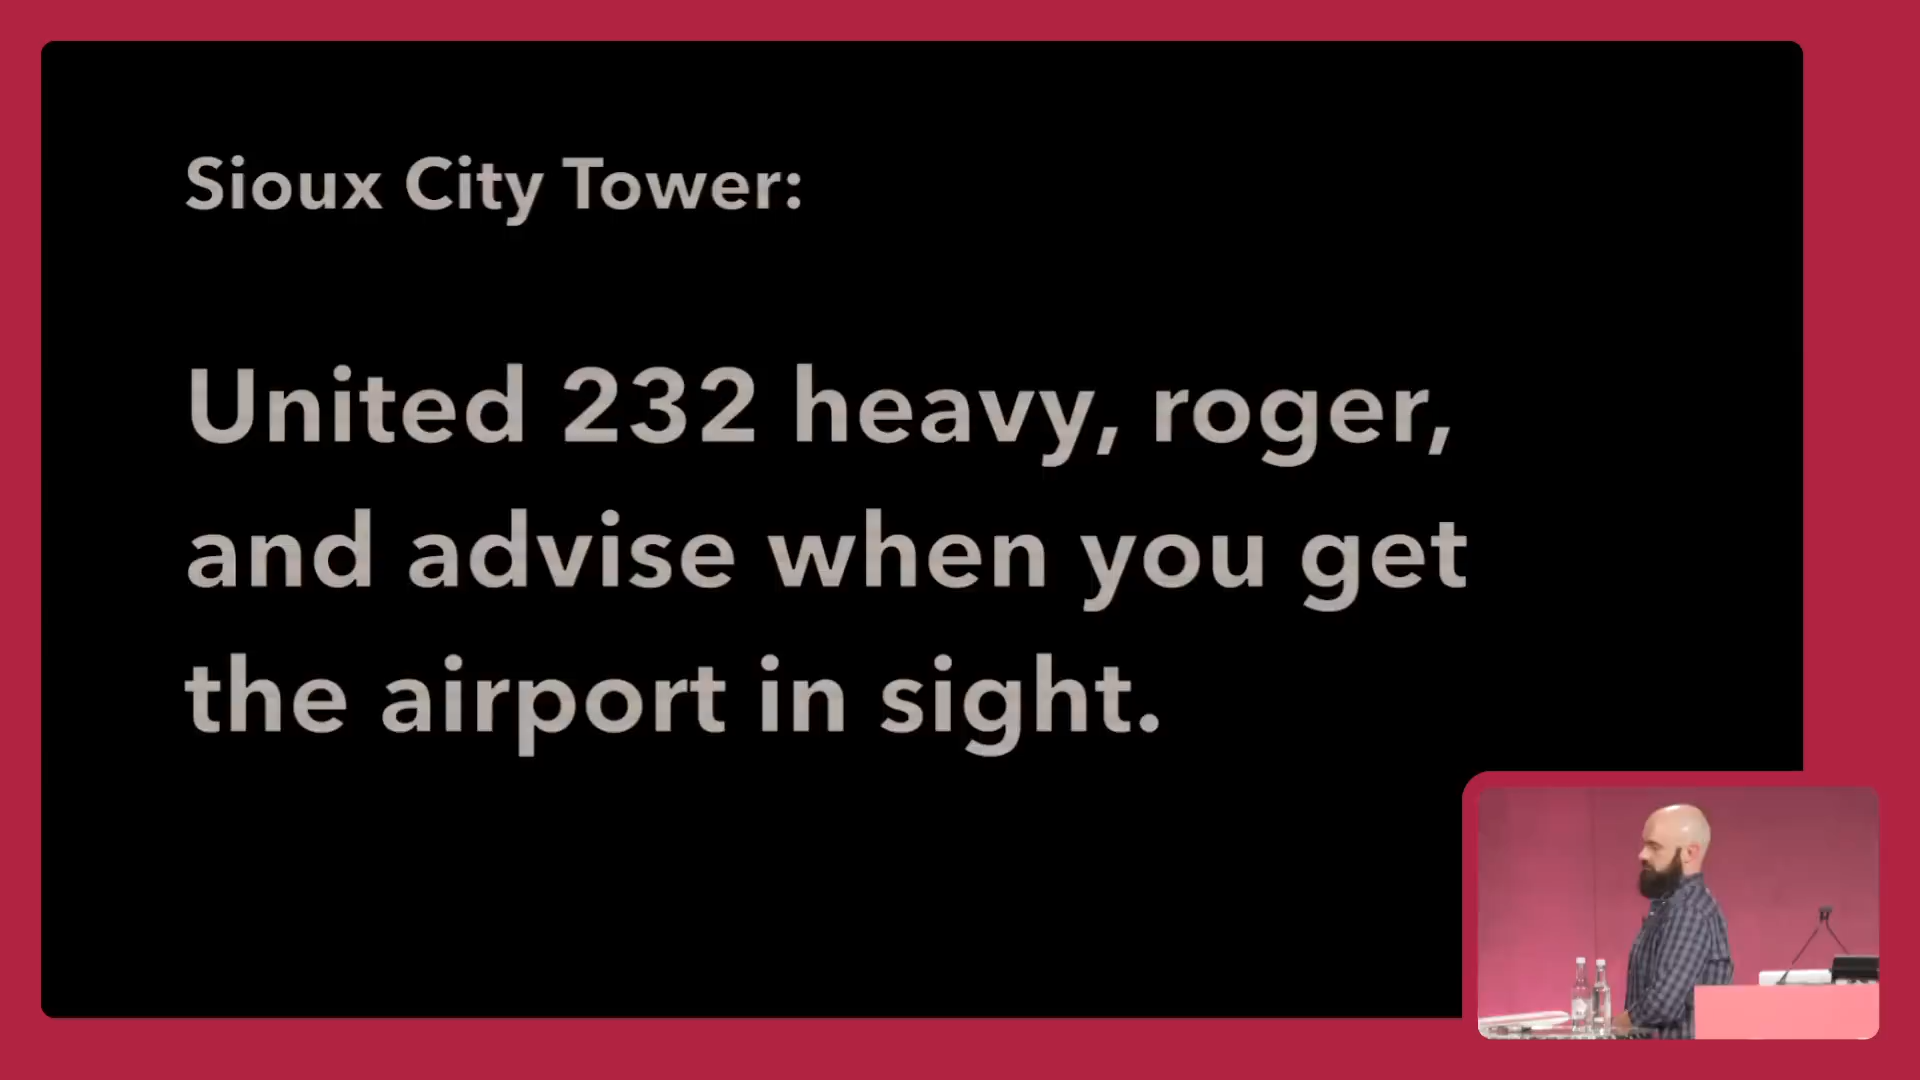 Sioux City Tower:
United 232 heavy, roger,
and advise when you get
the airport in sight.